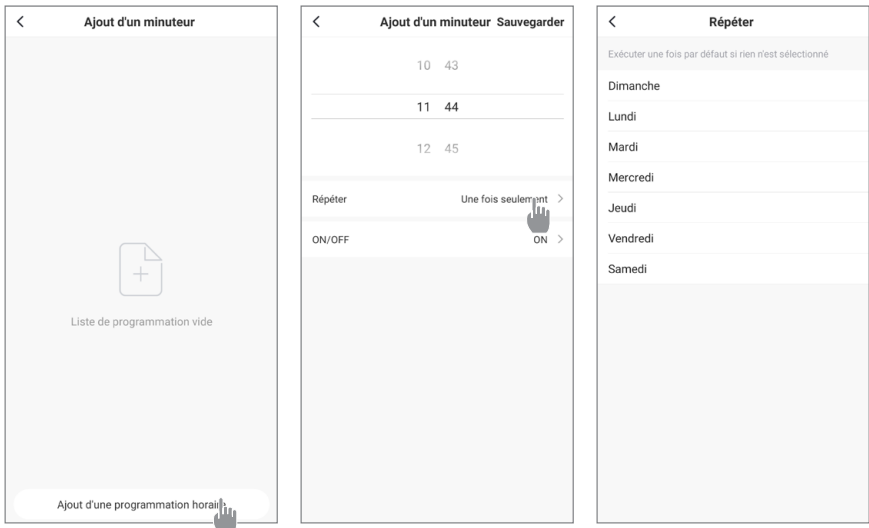 Ajout d'un minuteur
Liste de programmation vide
Ajout d'une programmation horaire
Ajout d'un minuteur Sauvegarder
10 43
11 44
12 45
Répéter Une fois seulement
ON/OFF ON
Répéter
Exécuter une fois par défaut si rien n'est sélectionné
Dimanche
Lundi
Mardi
Mercredi
Jeudi
Vendredi
Samedi